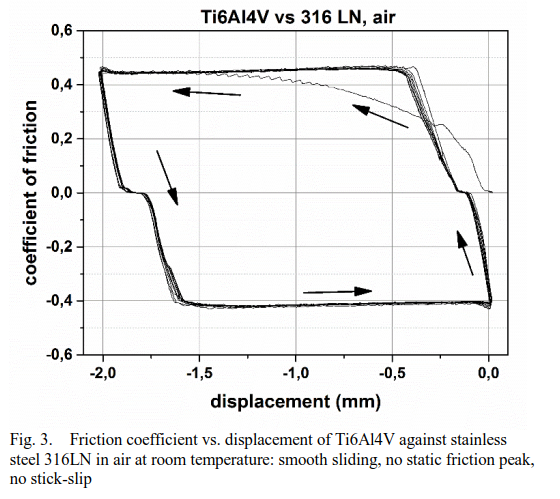 Ti6Al4V vs 316 LN, air
0,6
0,4
0,2
0,0
-0,2
-0,4
-0,6
coefficient of friction
-2,0 -1,5 -1,0 -0,5 0,0
displacement (mm)
Fig. 3. Friction coefficient vs. displacement of Ti6Al4V against stainless
steel 316LN in air at room temperature: smooth sliding, no static friction peak,
no stick-slip